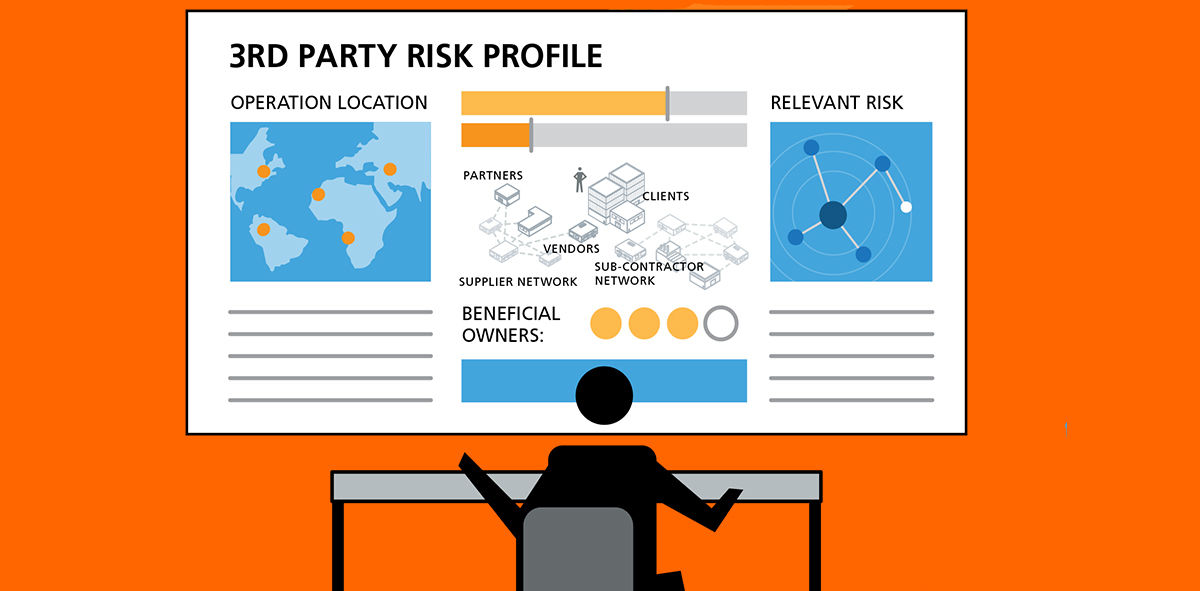 3RD PARTY RISK PROFILE
OPERATION LOCATION
RELEVANT RISK
PARTNERS
CLIENTS
VENDORS
SUPPLIER NETWORK
SUB-CONTRACTOR
NETWORK
BENEFICIAL
OWNERS: